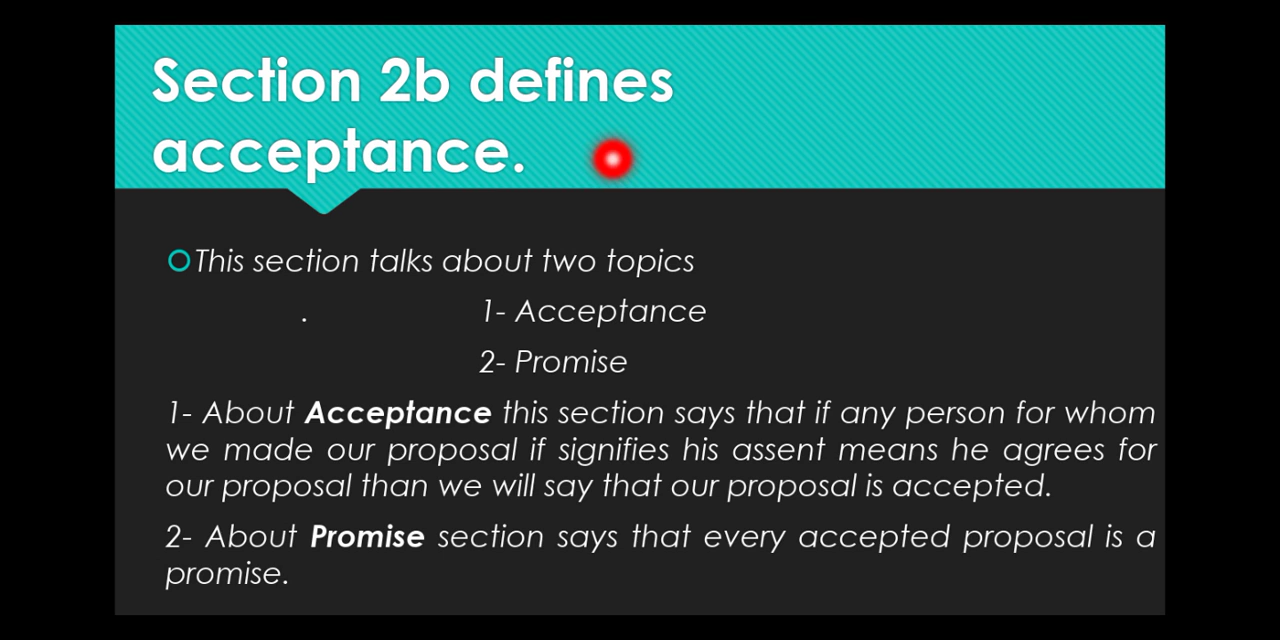 Section 2b defines
acceptance.
This section talks about two topics
. 1- Acceptance
2- Promise
1- About Acceptance this section says that if any person for whom
we made our proposal if signifies his assent means he agrees for
our proposal than we will say that our proposal is accepted.
2- About Promise section says that every accepted proposal is a
promise.